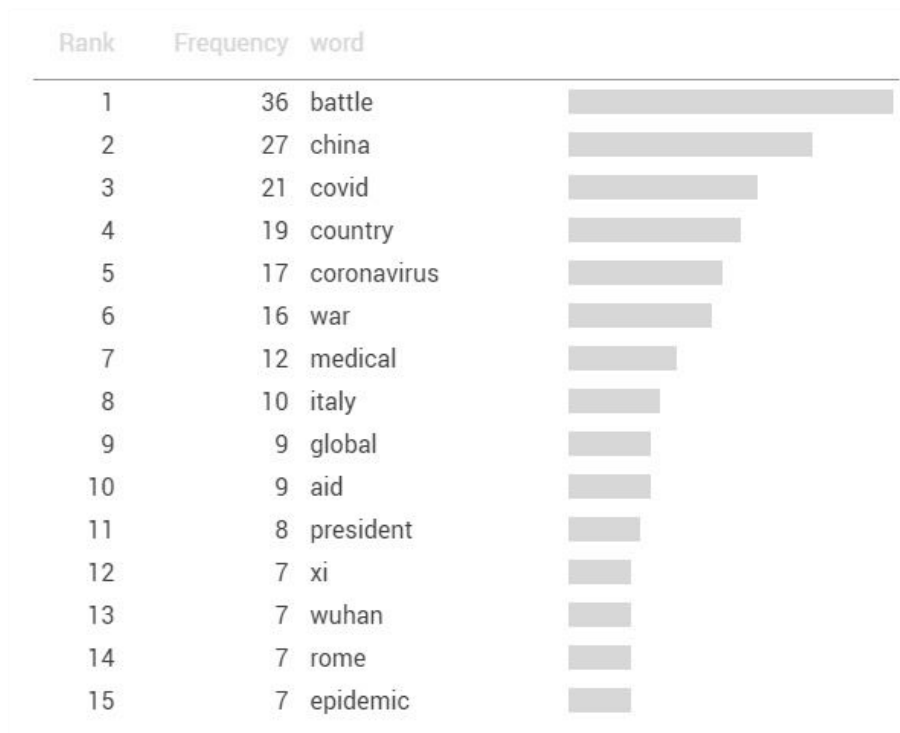 Rank Frequency word
1 36 battle
2 27 china
3 21 covid
4 19 country
5 17 coronavirus
6 16 war
7 12 medical
8 10 italy
9 9 global
10 9 aid
11 8 president
12 7 xi
13 7 wuhan
14 7 rome
15 7 epidemic